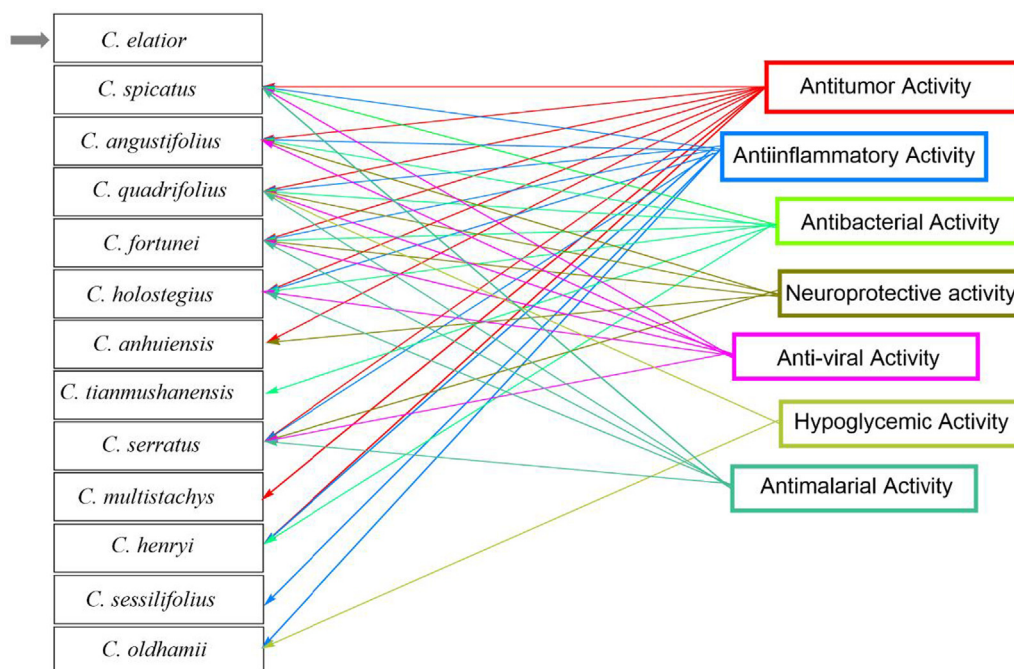 C. elatior
C. spicatus
C. angustifolius
C. quadrifolius
C. fortunei
C. holostegius
C. anhuiensis
C. tianmushanensis
C. serratus
C. multistachys
C. henryi
C. sessilifolius
C. oldhamii
Antitumor Activity
Antiinflammatory Activity
Antibacterial Activity
Neuroprotective activity
Anti-viral Activity
Hypoglycemic Activity
Antimalarial Activity